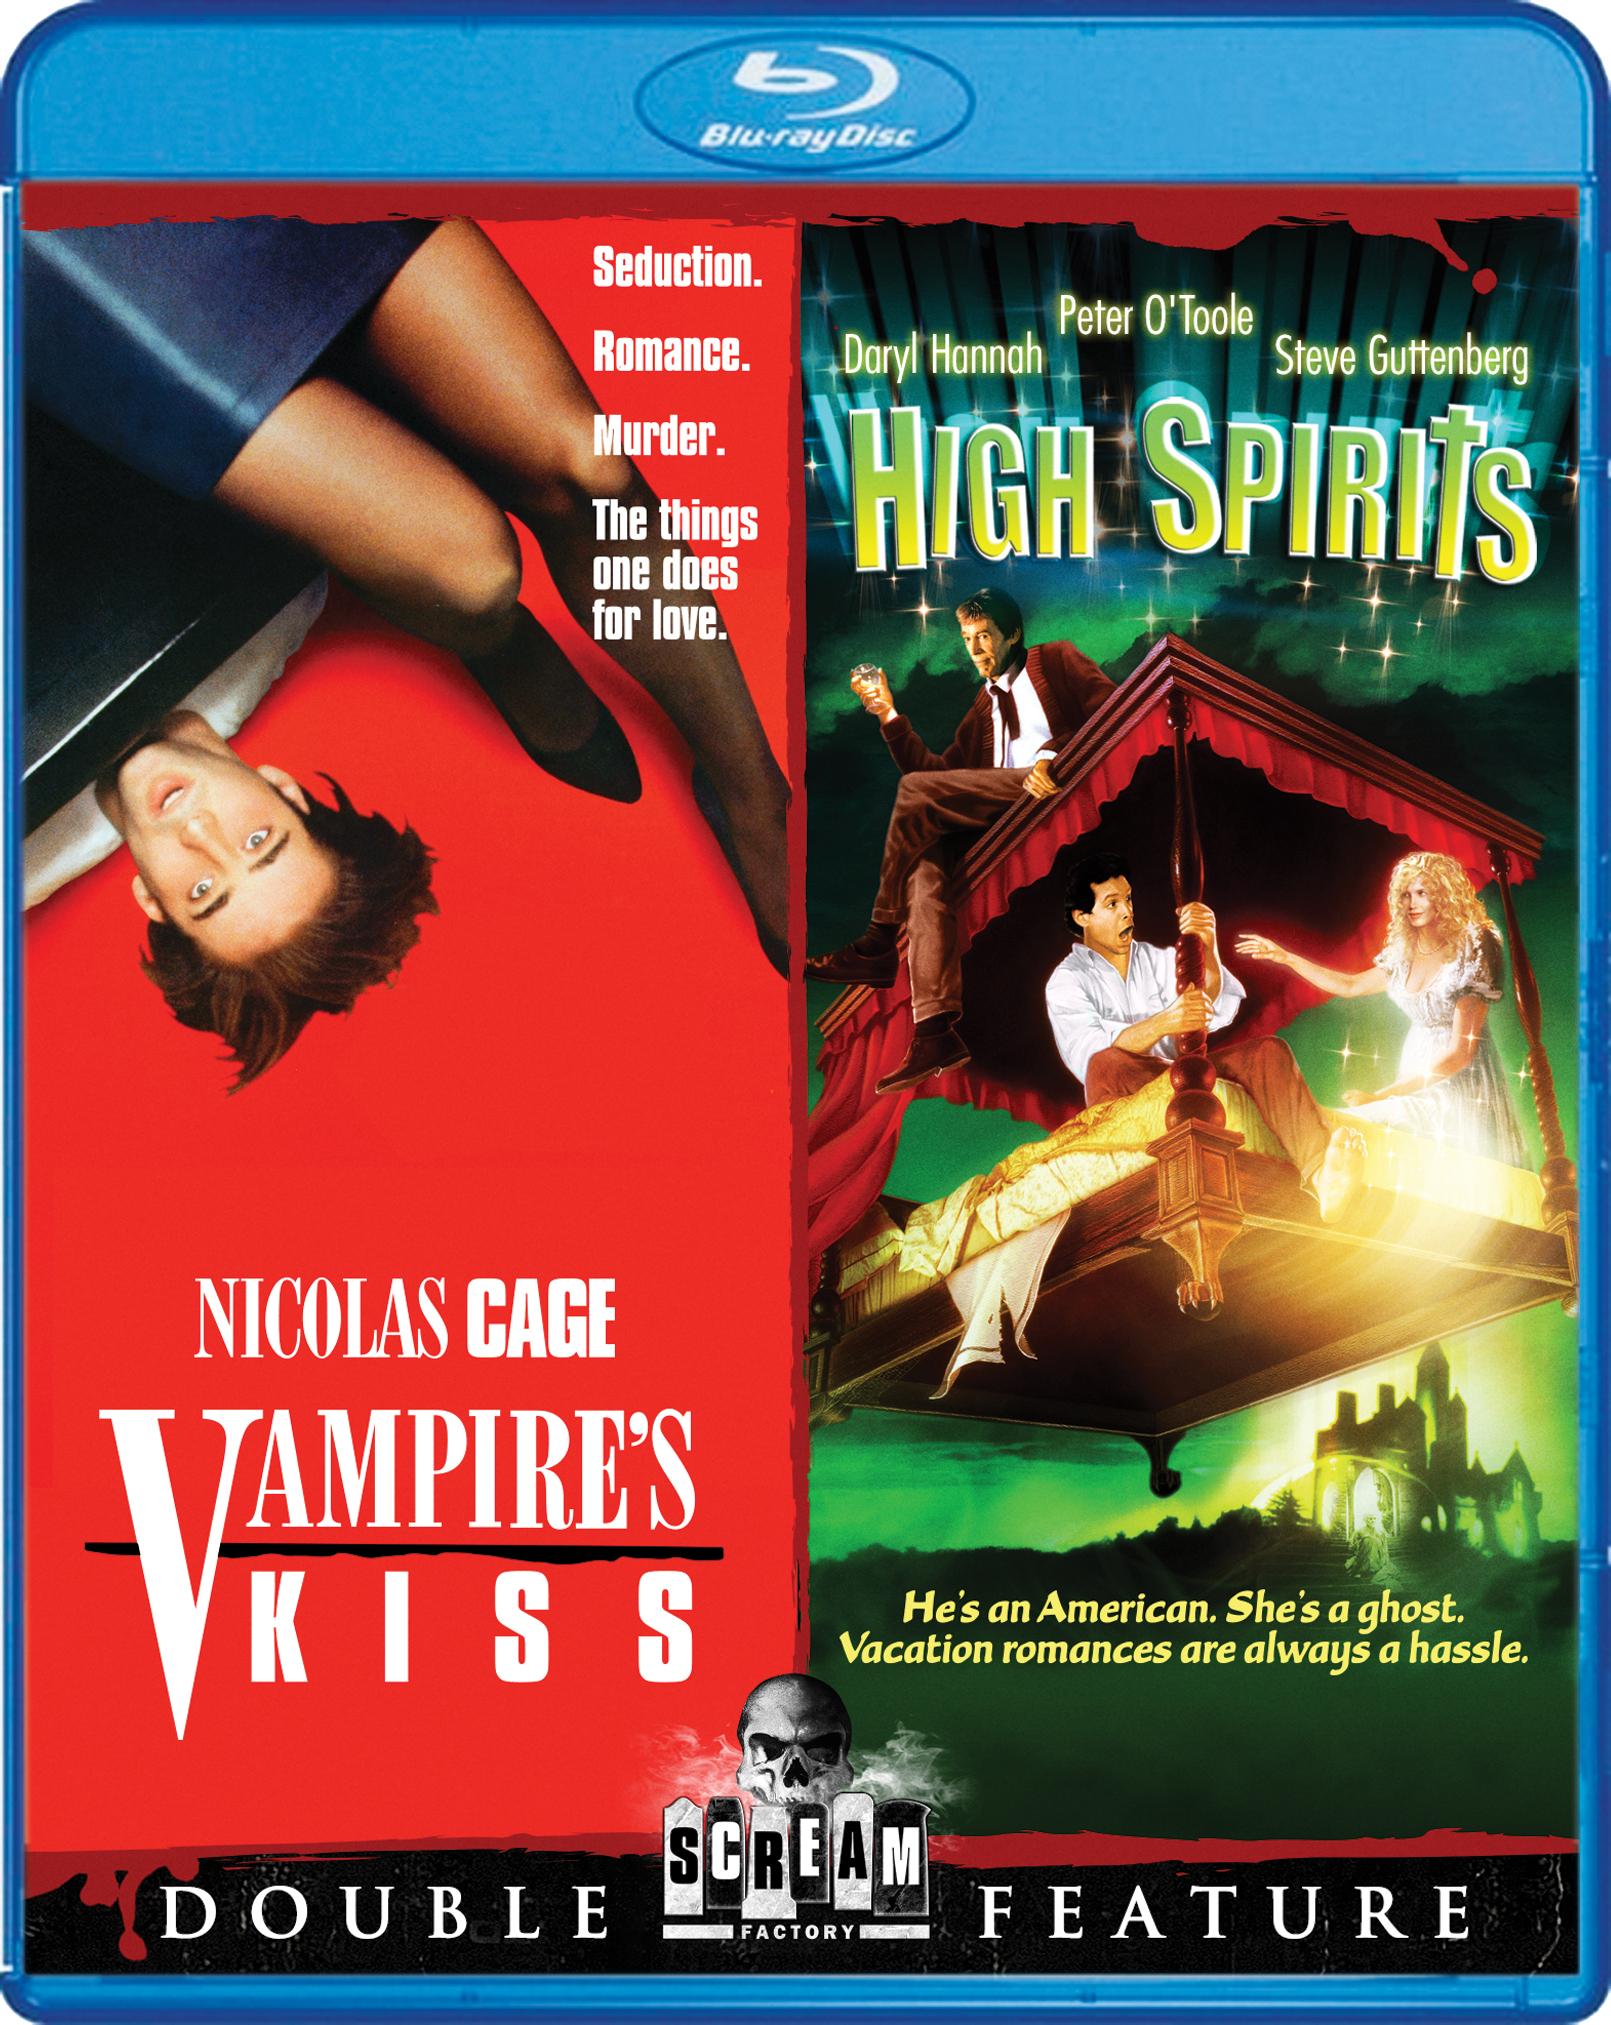 Blu-ray Disc
Seduction.
Romance.
Murder.
The things
one does
for love.
NICOLAS CAGE
VAMPIRE'S
KISS
Peter O'Toole
Daryl Hannah
Steve Guttenberg
HIGH SPIRITS
He's an American. She's a ghost.
Vacation romances are always a hassle.
DOUBLE
SCREAM
FACTORY
FEATURE